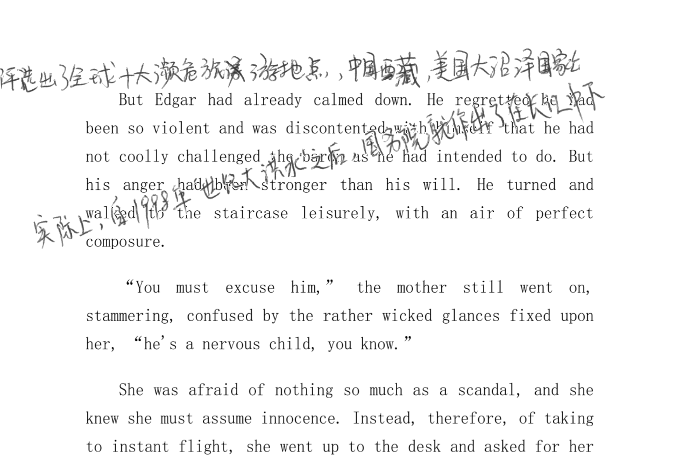 评选出了全球十大濒危旅游地点，中国西藏，美国大沼泽国家
But Edgar had already calmed down. He regretted he had
been so violent and was discontented with himself that he had
not coolly challenged the baron as he had intended to do. But
his anger had been stronger than his will. He turned and
walked to the staircase leisurely, with an air of perfect
composure.
实际上，自1998年 大洪水之后，国务院就作出了在长江中下
“You must excuse him,” the mother still went on,
stammering, confused by the rather wicked glances fixed upon
her, “he's a nervous child, you know.”
She was afraid of nothing so much as a scandal, and she
knew she must assume innocence. Instead, therefore, of taking
to instant flight, she went up to the desk and asked for her